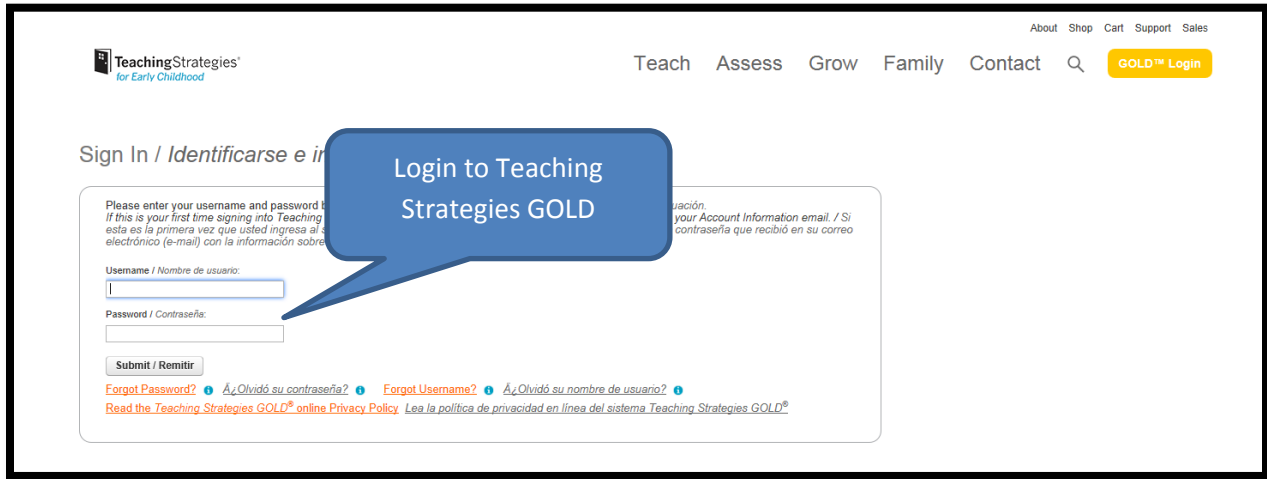 About Shop Cart Support Sales
TeachingStrategies®
for Early Childhood
Teach Assess Grow Family Contact
GOLD™ Login
Sign In / Identificarse e
Login to Teaching
Strategies GOLD
Please enter your username and password
If this is your first time signing into Teaching your Account Information email. / Si
esta es la primera vez que usted ingresa al contraseña que recibió en su correo
electrónico (e-mail) con la información sobre
Username / Nombre de usuario:
Password / Contraseña:
Submit / Remitir
Forgot Password? Â¿Olvidó su contraseña? Forgot Username? Â¿Olvidó su nombre de usuario?
Read the Teaching Strategies GOLD® online Privacy Policy Lea la política de privacidad en línea del sistema Teaching Strategies GOLD®